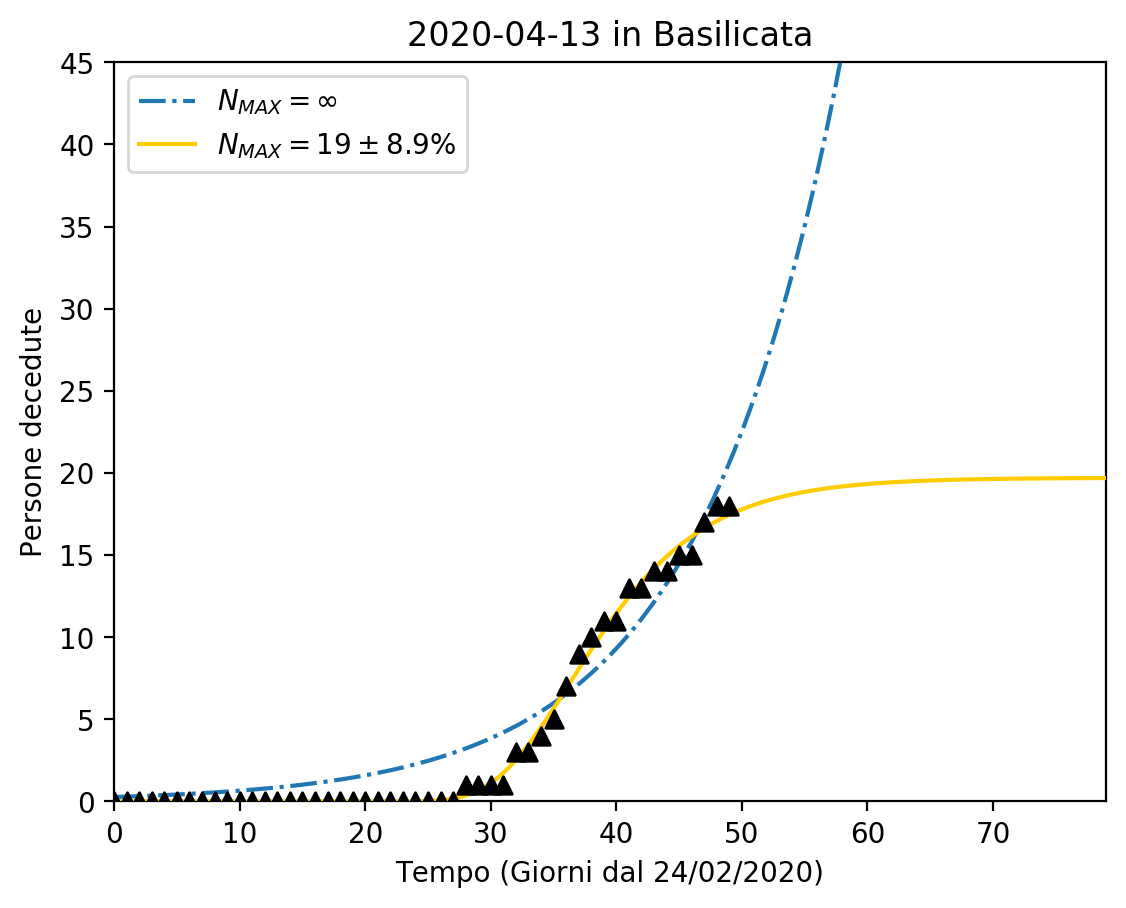 2020-04-13 in Basilicata
N_MAX = ∞
N_MAX = 19 ± 8.9%
Persone decedute
45
40
35
30
25
20
15
10
5
0
0 10 20 30 40 50 60 70
Tempo (Giorni dal 24/02/2020)